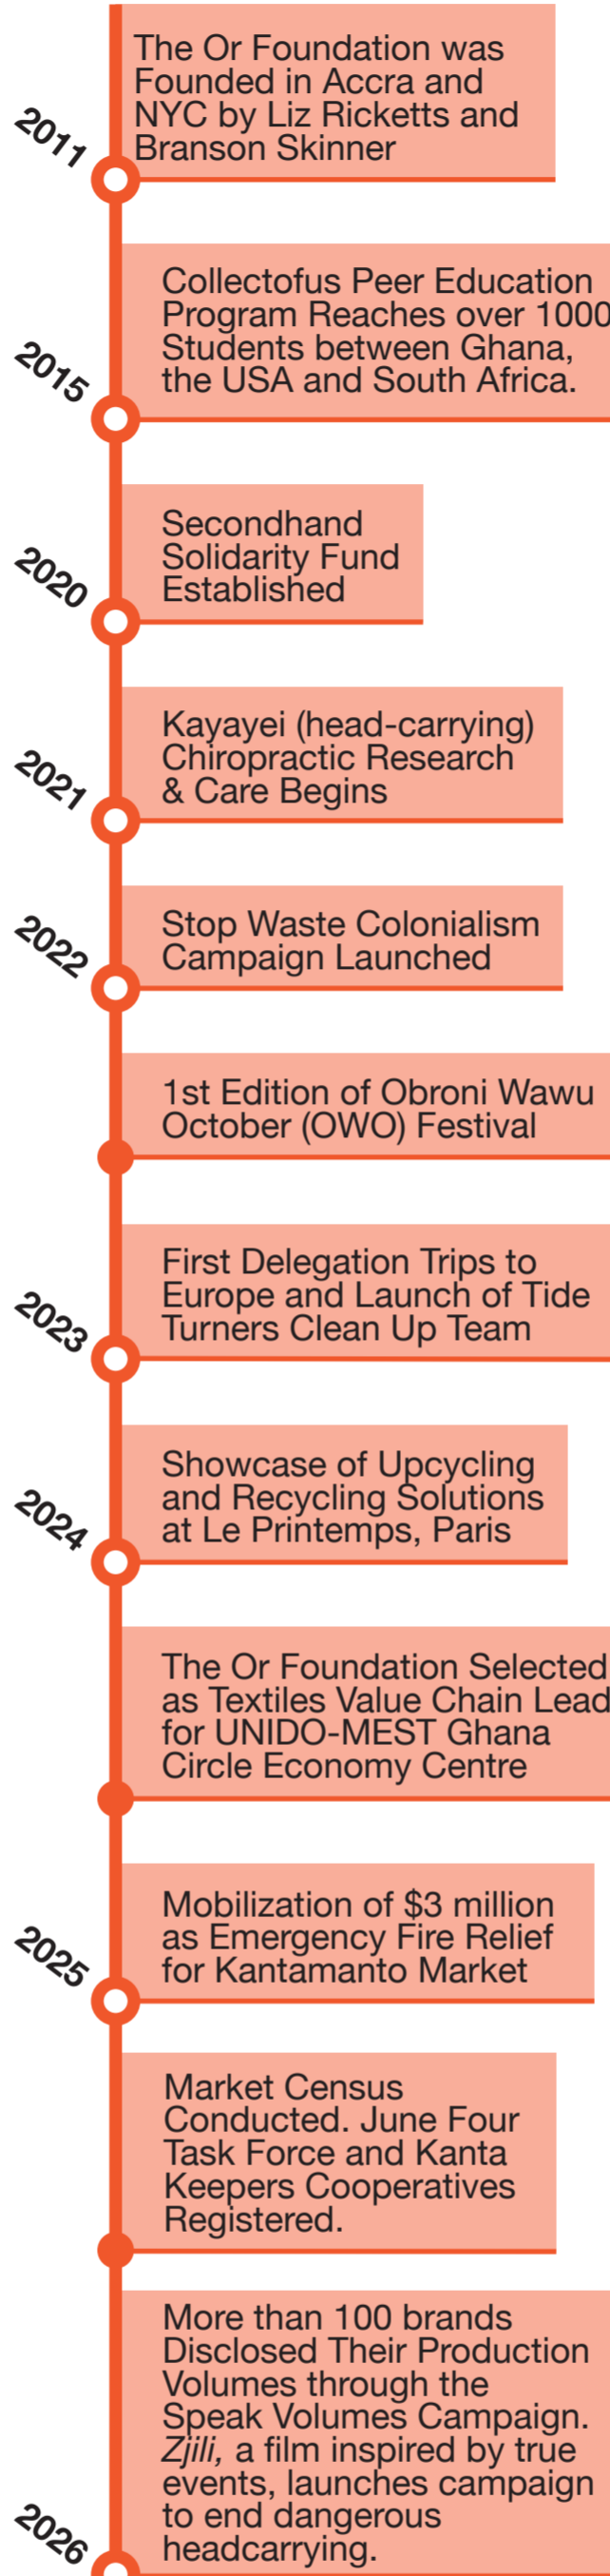 The Or Foundation was
Founded in Accra and
NYC by Liz Ricketts and
Branson Skinner
2011
Collectofus Peer Education
Program Reaches over 1000
Students between Ghana,
the USA and South Africa.
2015
Secondhand
Solidarity Fund
Established
2020
Kayayei (head-carrying)
Chiropractic Research
& Care Begins
2021
Stop Waste Colonialism
Campaign Launched
2022
1st Edition of Obroni Wawu
October (OWO) Festival
First Delegation Trips to
Europe and Launch of Tide
Turners Clean Up Team
2023
Showcase of Upcycling
and Recycling Solutions
at Le Printemps, Paris
2024
The Or Foundation Selected
as Textiles Value Chain Lead
for UNIDO-MEST Ghana
Circle Economy Centre
Mobilization of $3 million
as Emergency Fire Relief
for Kantamanto Market
2025
Market Census
Conducted. June Four
Task Force and Kanta
Keepers Cooperatives
Registered.
More than 100 brands
Disclosed Their Production
Volumes through the
Speak Volumes Campaign.
Zjili, a film inspired by true
events, launches campaign
to end dangerous
headcarrying.
2026